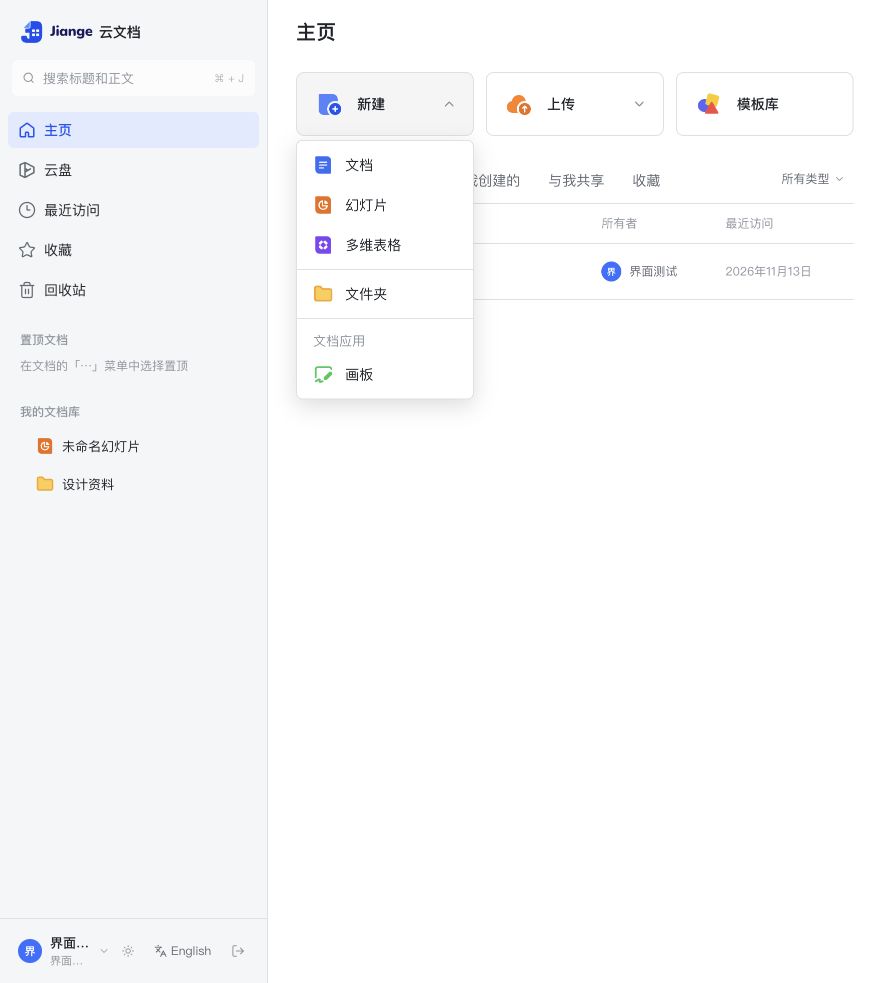 Jiange 云文档
搜索标题和正文
⌘ + J
主页
云盘
最近访问
收藏
回收站
置顶文档
在文档的「…」菜单中选择置顶
我的文档库
未命名幻灯片
设计资料
界
界面...
界面...
English
主页
新建
上传
模板库
文档
幻灯片
多维表格
文件夹
文档应用
画板
创建的
与我共享
收藏
所有类型
所有者
最近访问
界
界面测试
2026年11月13日